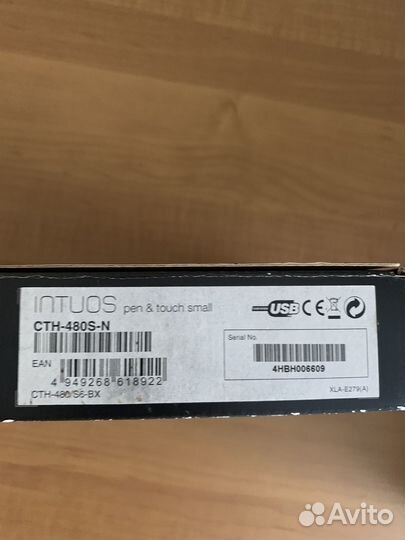 INTUOS pen & touch small
CTH-480S-N
EAN
4 949268 618922
CTH-480/S6-BX
USB CE
Serial No.
4HBH006609
XLA-E279(A)
Avito